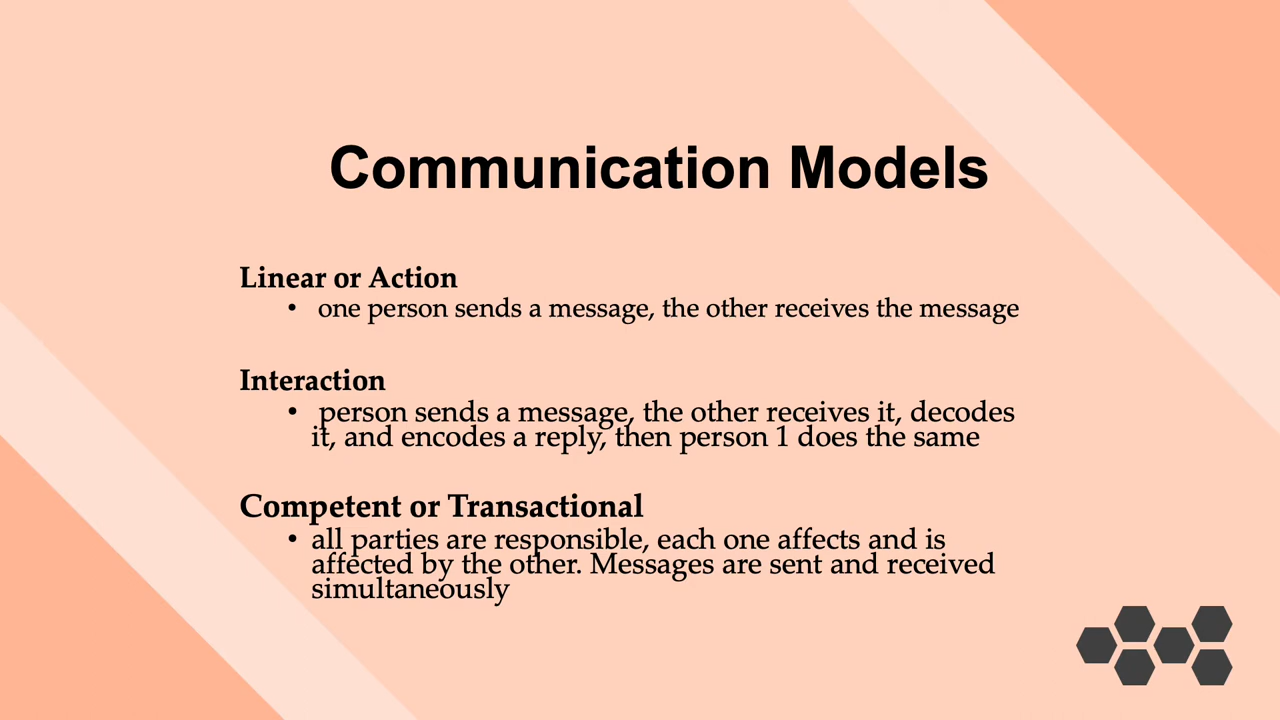 Communication Models
Linear or Action
• one person sends a message, the other receives the message
Interaction
• person sends a message, the other receives it, decodes
it, and encodes a reply, then person 1 does the same
Competent or Transactional
• all parties are responsible, each one affects and is
affected by the other. Messages are sent and received
simultaneously